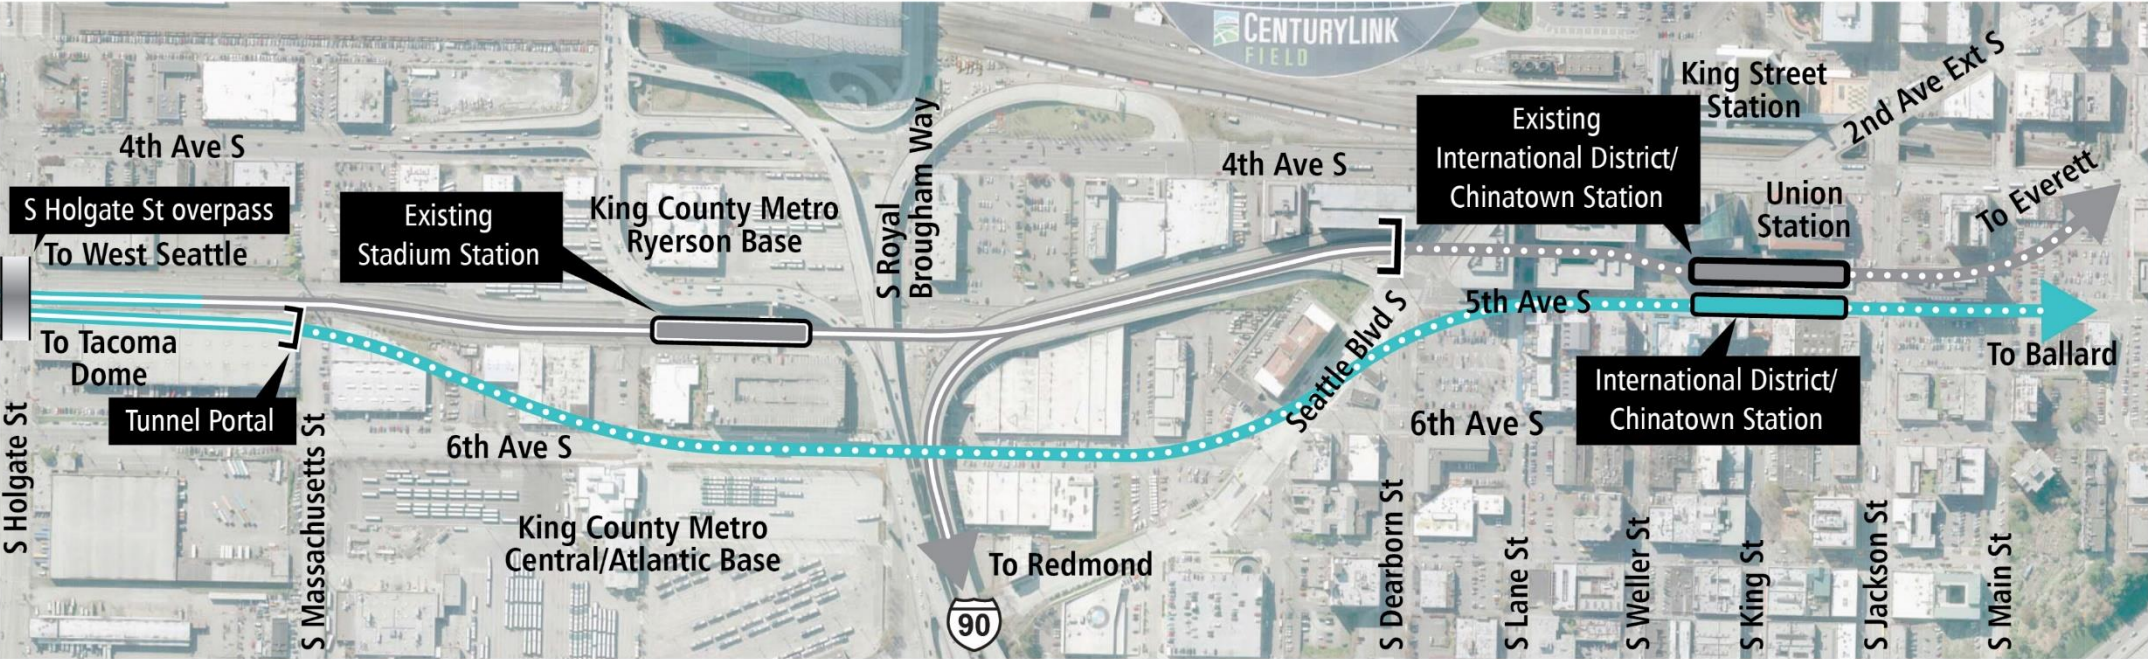 CENTURYLINK
FIELD
King Street
Station
2nd Ave Ext S
4th Ave S
4th Ave S
Existing
International District/
Chinatown Station
S Holgate St overpass
To West Seattle
Existing
Stadium Station
King County Metro
Ryerson Base
S Royal
Brougham Way
Union
Station
To Everett
5th Ave S
Seattle Blvd S
To Tacoma
Dome
Tunnel Portal
To Ballard
International District/
Chinatown Station
6th Ave S
6th Ave S
S Holgate St
S Massachusetts St
King County Metro
Central/Atlantic Base
To Redmond
90
S Dearborn St
S Lane St
S Weller St
S King St
S Jackson St
S Main St